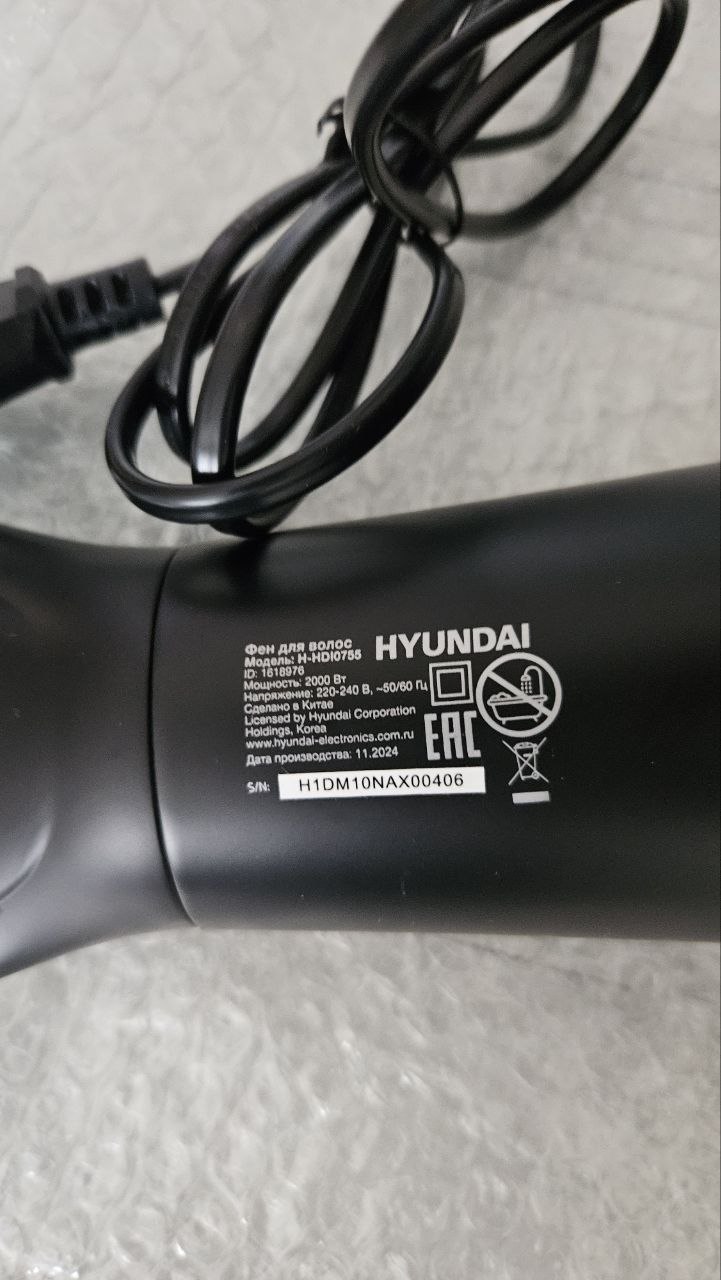 Фен для волос
Модель: H-HDI0755
HYUNDAI
ID: 1618976
Мощность: 2000 Вт
Напряжение: 220-240 В, ~50/60 Гц
Сделано в Китае
Licensed by Hyundai Corporation
Holdings, Korea
www.hyundai-electronics.com.ru
Дата производства: 11.2024
EAC
S/N: H1DM10NAX00406